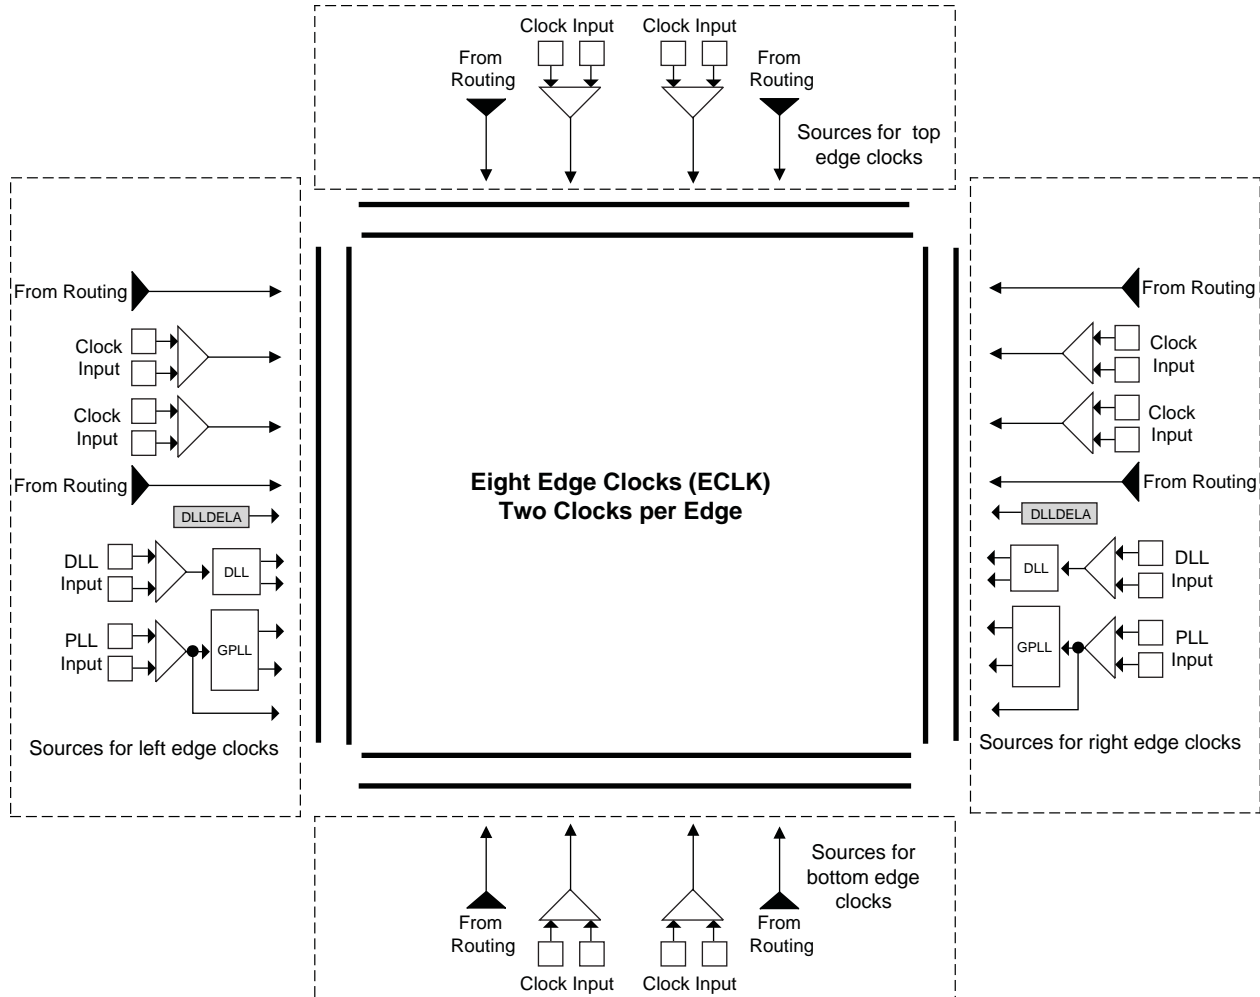 Clock Input
Clock Input
From
Routing
From
Routing
Sources for top
edge clocks
From Routing
Clock
Input
Clock
Input
From Routing
DLLDELA
DLL
Input
DLL
PLL
Input
GPLL
Sources for left edge clocks
Eight Edge Clocks (ECLK)
Two Clocks per Edge
From Routing
Clock
Input
Clock
Input
From Routing
DLLDELA
DLL
DLL
Input
GPLL
PLL
Input
Sources for right edge clocks
Sources for
bottom edge
clocks
From
Routing
From
Routing
Clock Input
Clock Input